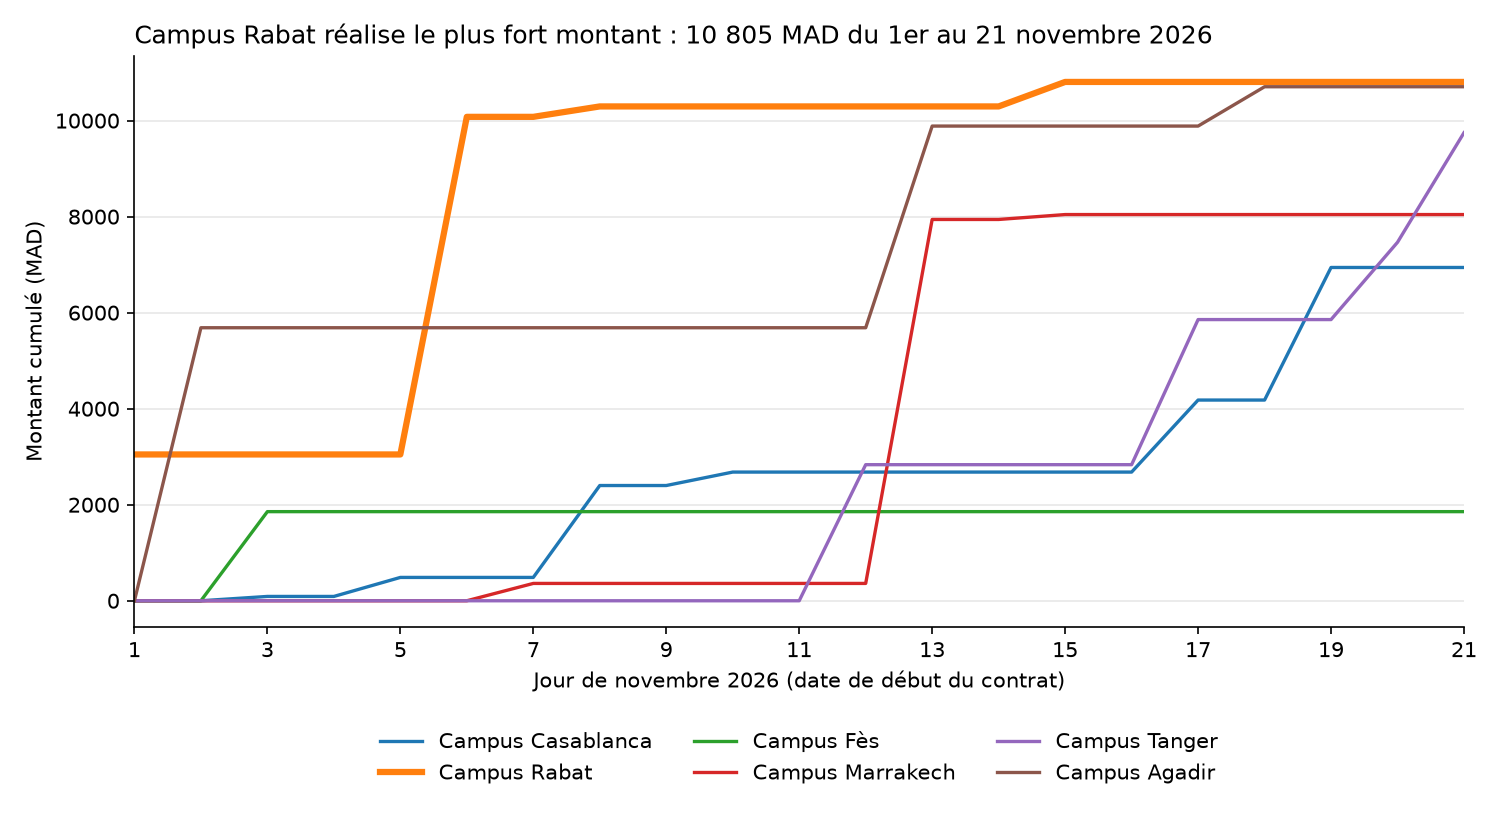 Campus Rabat réalise le plus fort montant : 10 805 MAD du 1er au 21 novembre 2026
Montant cumulé (MAD)
10000
8000
6000
4000
2000
0
1 3 5 7 9 11 13 15 17 19 21
Jour de novembre 2026 (date de début du contrat)
Campus Casablanca Campus Fès Campus Tanger
Campus Rabat Campus Marrakech Campus Agadir